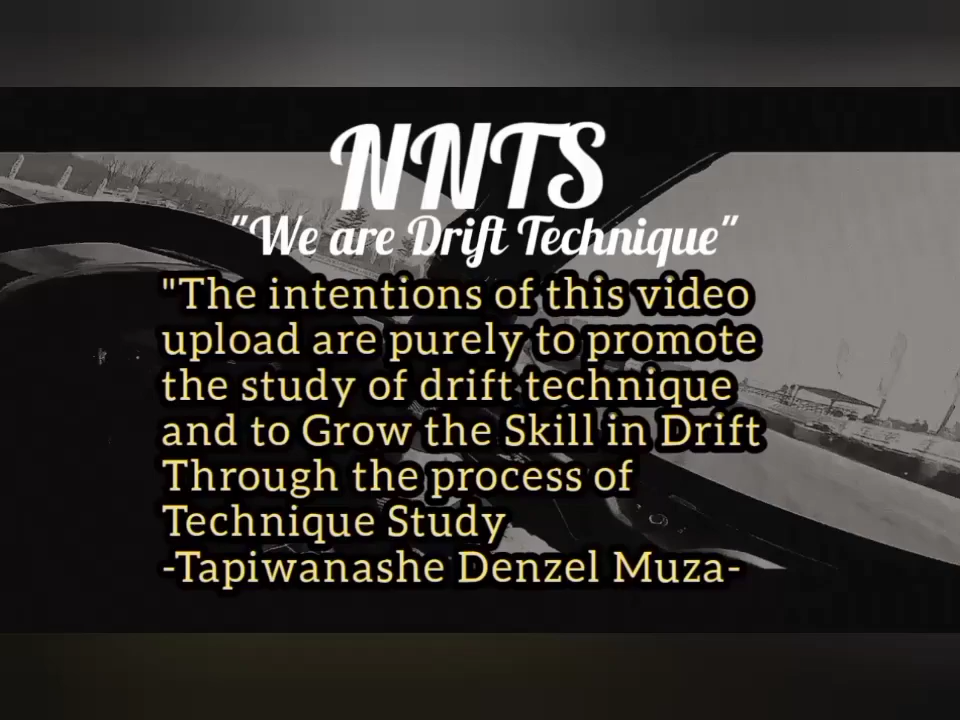 NNTS
"We are Drift Technique"
"The intentions of this video
upload are purely to promote
the study of drift technique
and to Grow the Skill in Drift
Through the process of
Technique Study
-Tapiwanashe Denzel Muza-